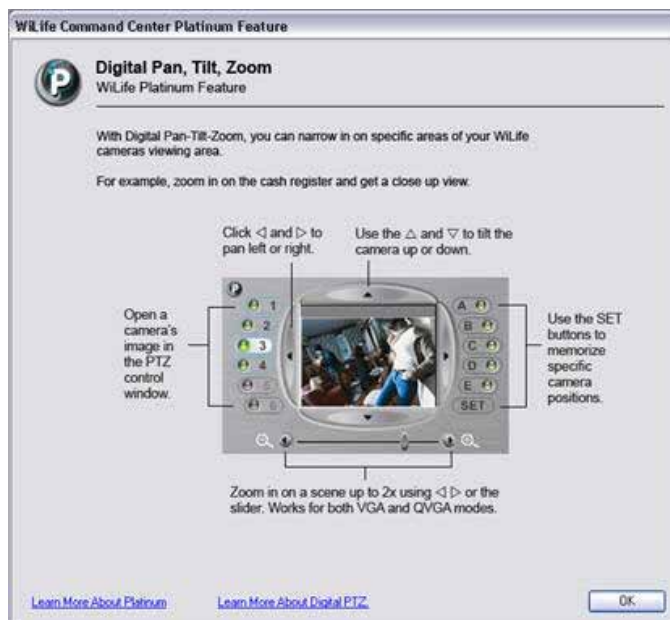 WiLife Command Center Platinum Feature
P
Digital Pan, Tilt, Zoom
WiLife Platinum Feature
With Digital Pan-Tilt-Zoom, you can narrow in on specific areas of your WiLife
cameras viewing area.
For example, zoom in on the cash register and get a close up view.
Click ◁ and ▷ to
pan left or right.
Use the △ and ▽ to tilt the
camera up or down.
Open a
camera's
image in
the PTZ
control
window.
P
1
2
3
4
5
6
A
B
C
D
E
SET
Use the SET
buttons to
memorize
specific
camera
positions.
Zoom in on a scene up to 2x using ◁ ▷ or the
slider. Works for both VGA and QVGA modes.
Learn More About Platinum
Learn More About Digital PTZ.
OK